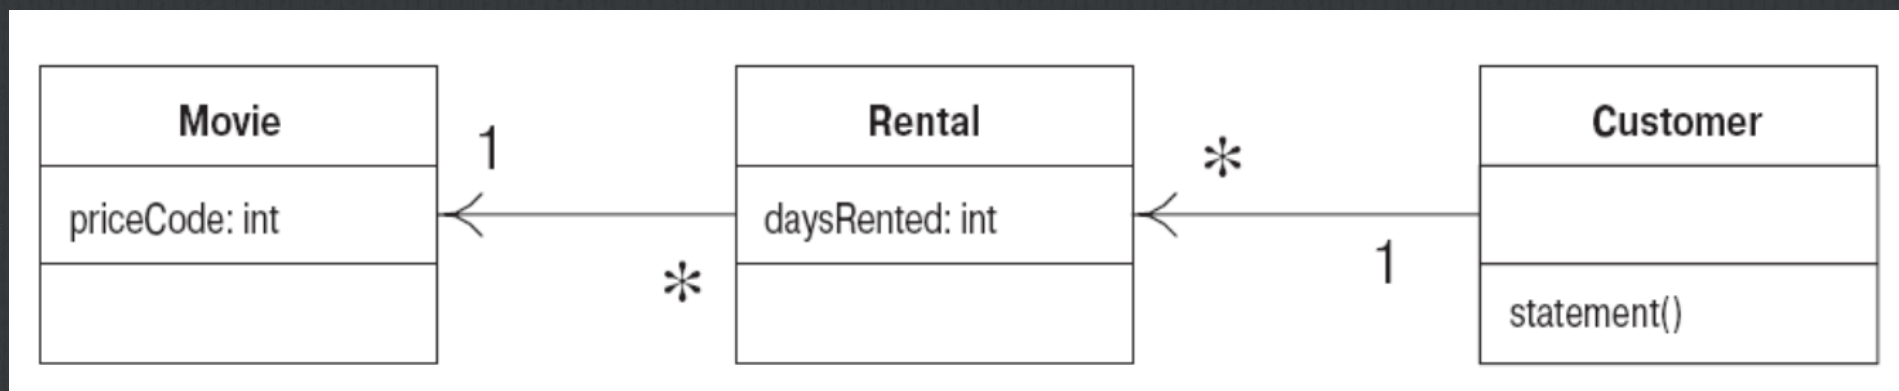 Movie
priceCode: int
1
*
Rental
daysRented: int
*
1
Customer
statement()